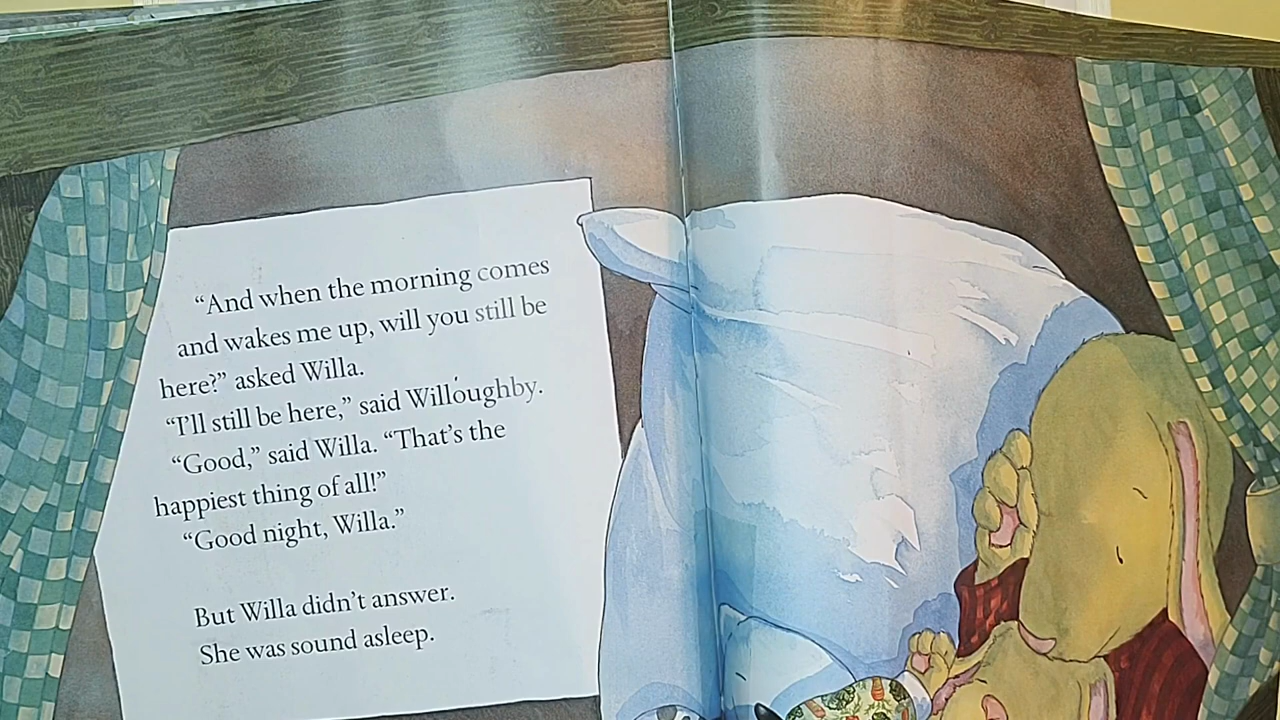 “And when the morning comes
and wakes me up, will you still be
here?” asked Willa.
“I’ll still be here,” said Willoughby.
“Good,” said Willa. “That’s the
happiest thing of all!”
“Good night, Willa.”
But Willa didn’t answer.
She was sound asleep.